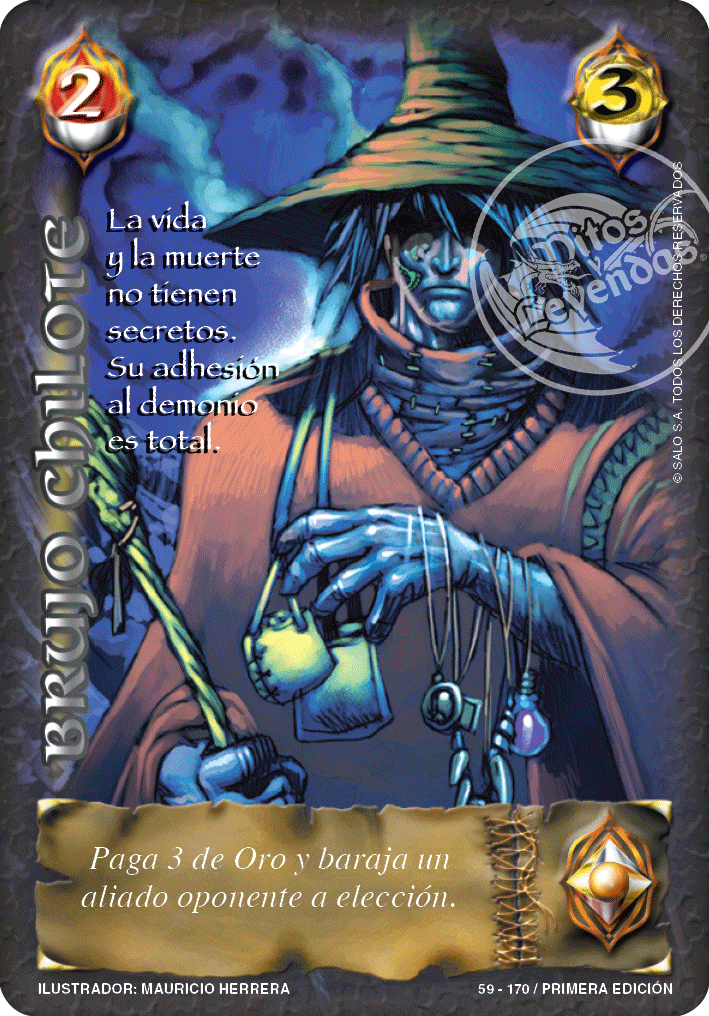 2
3
BRUJO CHILOTE
La vida
y la muerte
no tienen
secretos.
Su adhesión
al demonio
es total.
Mitos
y
Leyendas
®
© SALO S.A. TODOS LOS DERECHOS RESERVADOS
Paga 3 de Oro y baraja un
aliado oponente a elección.
ILUSTRADOR: MAURICIO HERRERA
59 - 170 / PRIMERA EDICIÓN